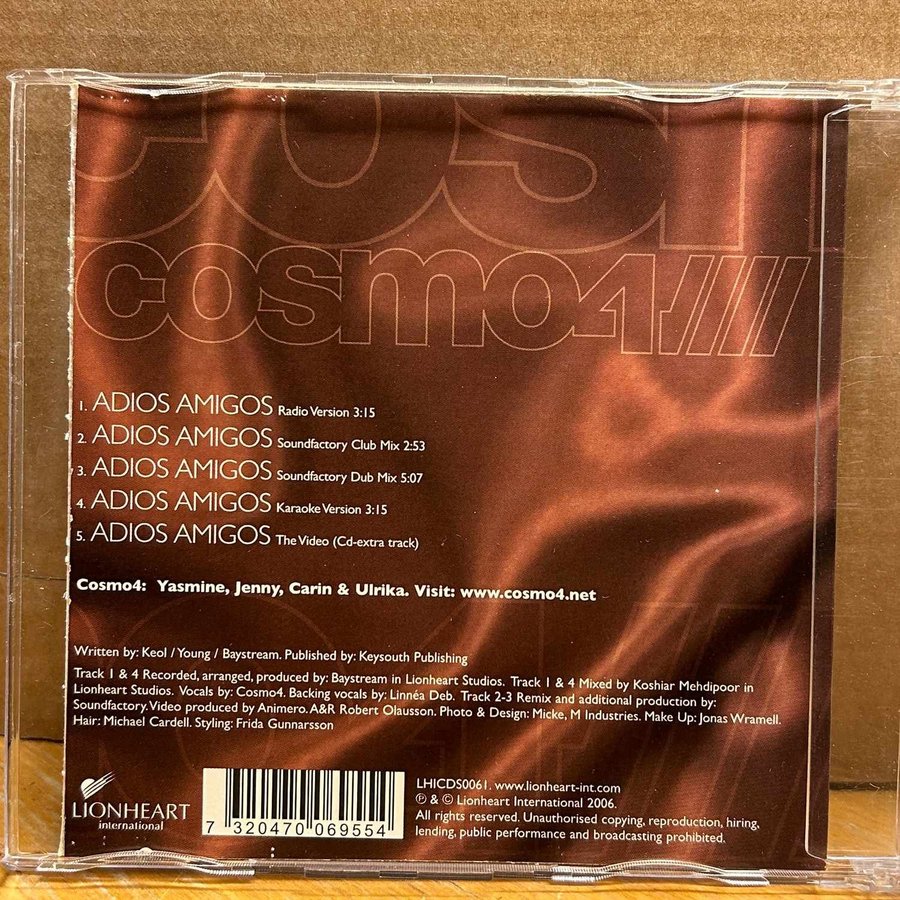 COSM
cosmo4////
1. ADIOS AMIGOS Radio Version 3:15
2. ADIOS AMIGOS Soundfactory Club Mix 2:53
3. ADIOS AMIGOS Soundfactory Dub Mix 5:07
4. ADIOS AMIGOS Karaoke Version 3:15
5. ADIOS AMIGOS The Video (Cd-extra track)
Cosmo4: Yasmine, Jenny, Carin & Ulrika. Visit: www.cosmo4.net
Written by: Keol / Young / Baystream. Published by: Keysouth Publishing
Track 1 & 4 Recorded, arranged, produced by: Baystream in Lionheart Studios. Track 1 & 4 Mixed by Koshiar Mehdipoor in
Lionheart Studios. Vocals by: Cosmo4. Backing vocals by: Linnéa Deb. Track 2-3 Remix and additional production by:
Soundfactory. Video produced by Animero. A&R Robert Olausson. Photo & Design: Micke, M Industries. Make Up: Jonas Wramell.
Hair: Michael Cardell. Styling: Frida Gunnarsson
LIONHEART
international
7 320470 069554
LHICDS0061. www.lionheart-int.com
℗ & © Lionheart International 2006.
All rights reserved. Unauthorised copying, reproduction, hiring,
lending, public performance and broadcasting prohibited.